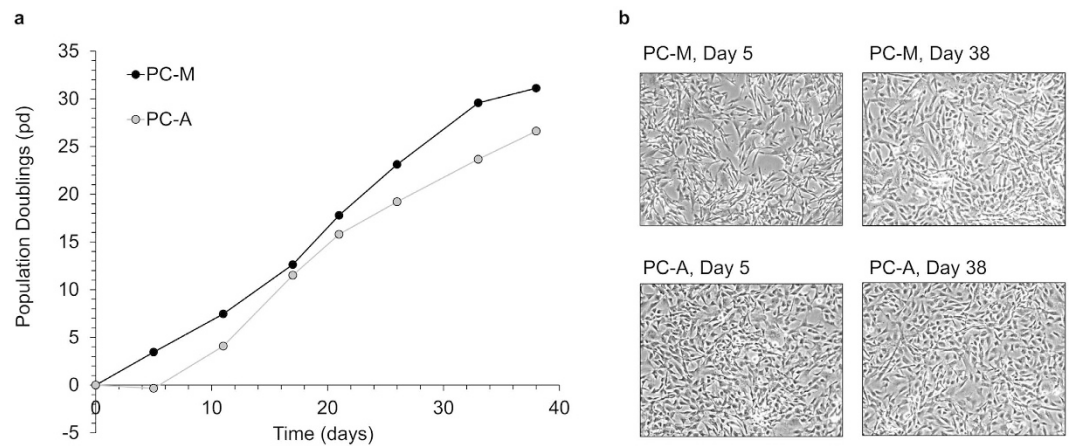 a
35
30
25
20
15
10
5
0
-5
0
10
20
30
40
Population Doublings (pd)
Time (days)
PC-M
PC-A
b
PC-M, Day 5
PC-M, Day 38
PC-A, Day 5
PC-A, Day 38